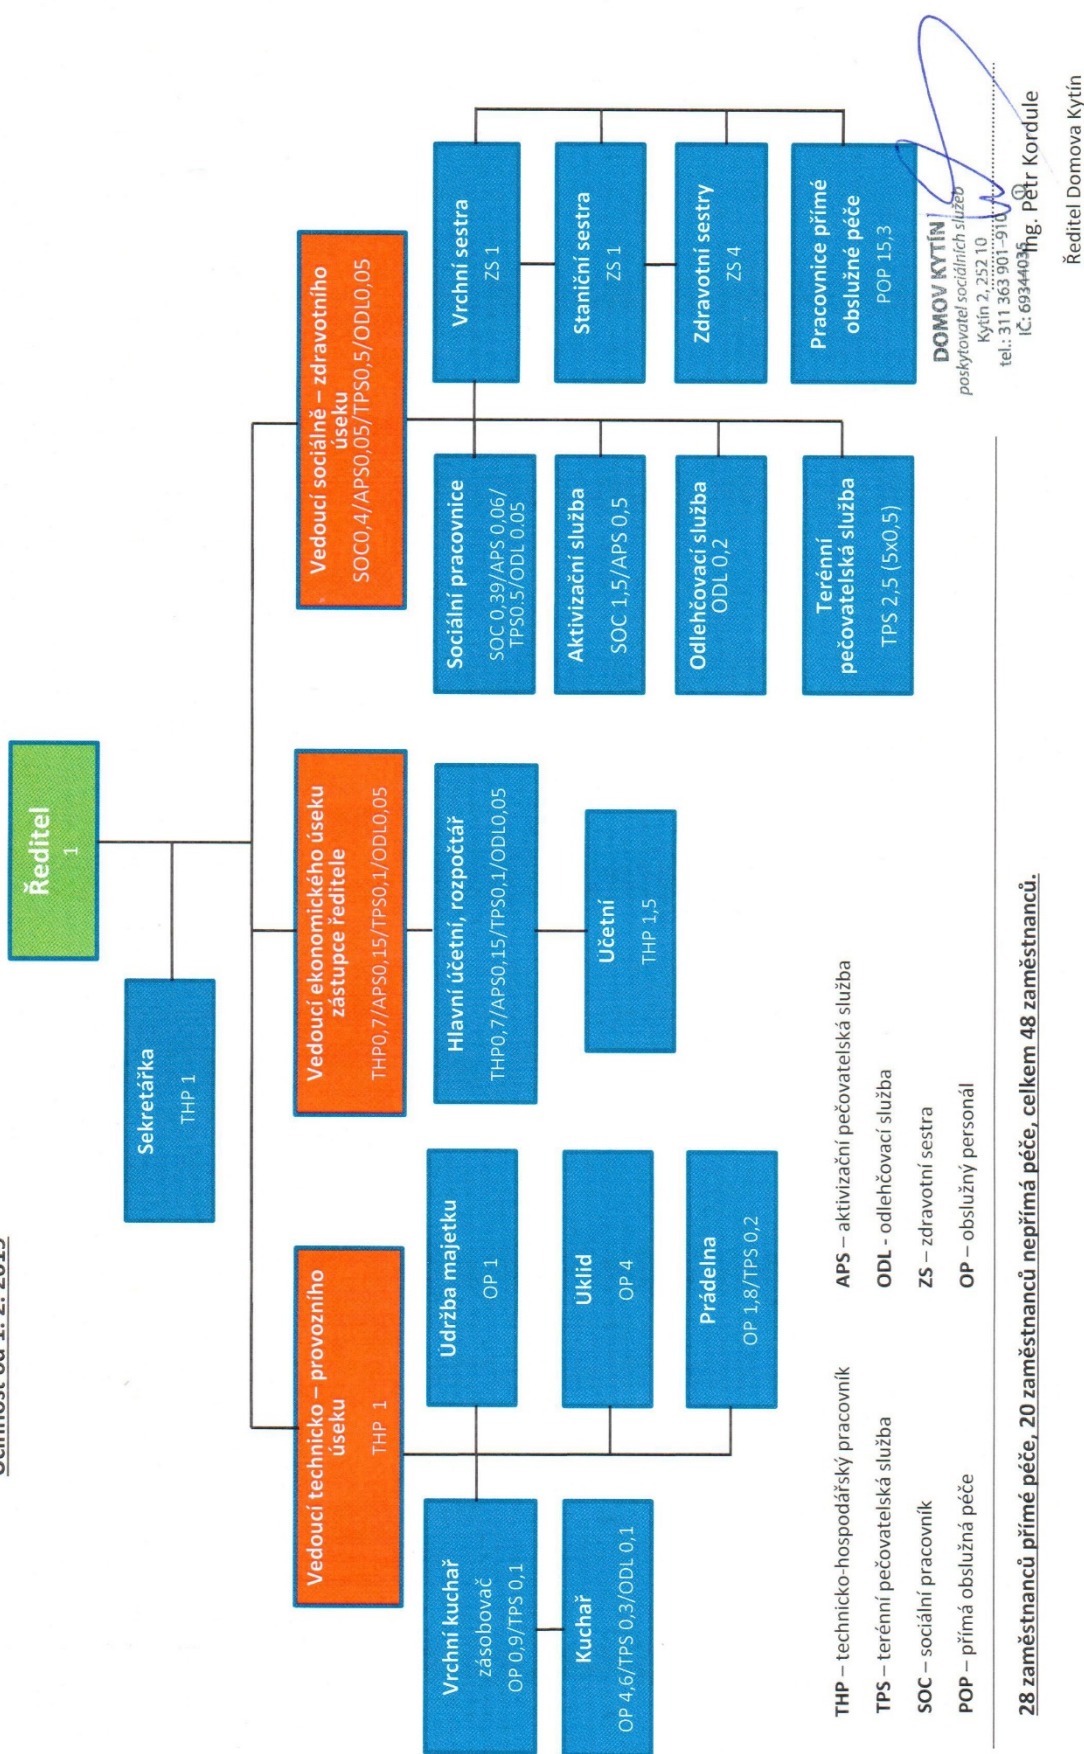 Účinnost od 1. 2. 2015
Ředitel
1
Sekretářka
THP 1
Vedoucí technicko – provozního
úseku
THP 1
Vedoucí ekonomického úseku
zástupce ředitele
THP0,7/APS0,15/TPS0,1/ODL0,05
Vedoucí sociálně – zdravotního
úseku
SOC0,4/APS0,05/TPS0,5/ODL0,05
Vrchní kuchař
zásobovač
OP 0,9/TPS 0,1
Kuchař
OP 4,6/TPS 0,3/ODL 0,1
Údržba majetku
OP 1
Úklid
OP 4
Prádelna
OP 1,8/TPS 0,2
Hlavní účetní, rozpočtář
THP0,7/APS0,15/TPS0,1/ODL0,05
Účetní
THP 1,5
Sociální pracovnice
SOC 0,39/APS 0,06/
TPS0.5/ODL 0.05
Aktivizační služba
SOC 1,5/APS 0,5
Odlehčovací služba
ODL 0,2
Terénní
pečovatelská služba
TPS 2,5 (5x0,5)
Vrchní sestra
ZS 1
Staniční sestra
ZS 1
Zdravotní sestry
ZS 4
Pracovnice přímé
obslužné péče
POP 15,3
THP – technicko-hospodářský pracovník
APS – aktivizační pečovatelská služba
TPS – terénní pečovatelská služba
ODL - odlehčovací služba
SOC – sociální pracovník
ZS – zdravotní sestra
POP – přímá obslužná péče
OP – obslužný personál
28 zaměstnanců přímé péče, 20 zaměstnanců nepřímá péče, celkem 48 zaměstnanců.
DOMOV KYTÍN
poskytovatel sociálních služeb
Kytín 2, 252 10
tel.: 311 363 901–910
IČ: 69344035
①
Ing. Petr Kordule
Ředitel Domova Kytín